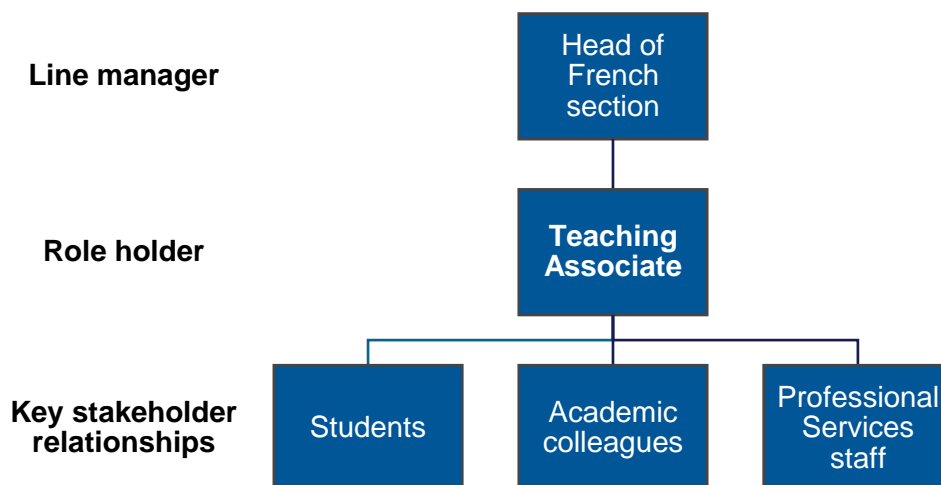 Line manager
Head of
French
section
Role holder
Teaching
Associate
Key stakeholder
relationships
Students
Academic
colleagues
Professional
Services
staff